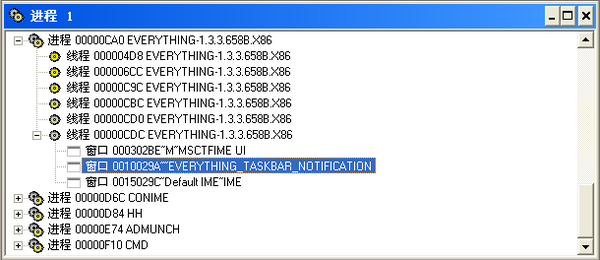 进程 1
进程 00000CA0 EVERYTHING-1.3.3.658B.X86
线程 000004D8 EVERYTHING-1.3.3.658B.X86
线程 000006CC EVERYTHING-1.3.3.658B.X86
线程 00000C9C EVERYTHING-1.3.3.658B.X86
线程 00000CBC EVERYTHING-1.3.3.658B.X86
线程 00000CD0 EVERYTHING-1.3.3.658B.X86
线程 00000CDC EVERYTHING-1.3.3.658B.X86
窗口 000302BE"M"MSCTFIME UI
窗口 0010029A""EVERYTHING_TASKBAR_NOTIFICATION
窗口 0015029C"Default IME"IME
进程 00000D6C CONIME
进程 00000D84 HH
进程 00000E74 ADMUNCH
进程 00000F10 CMD